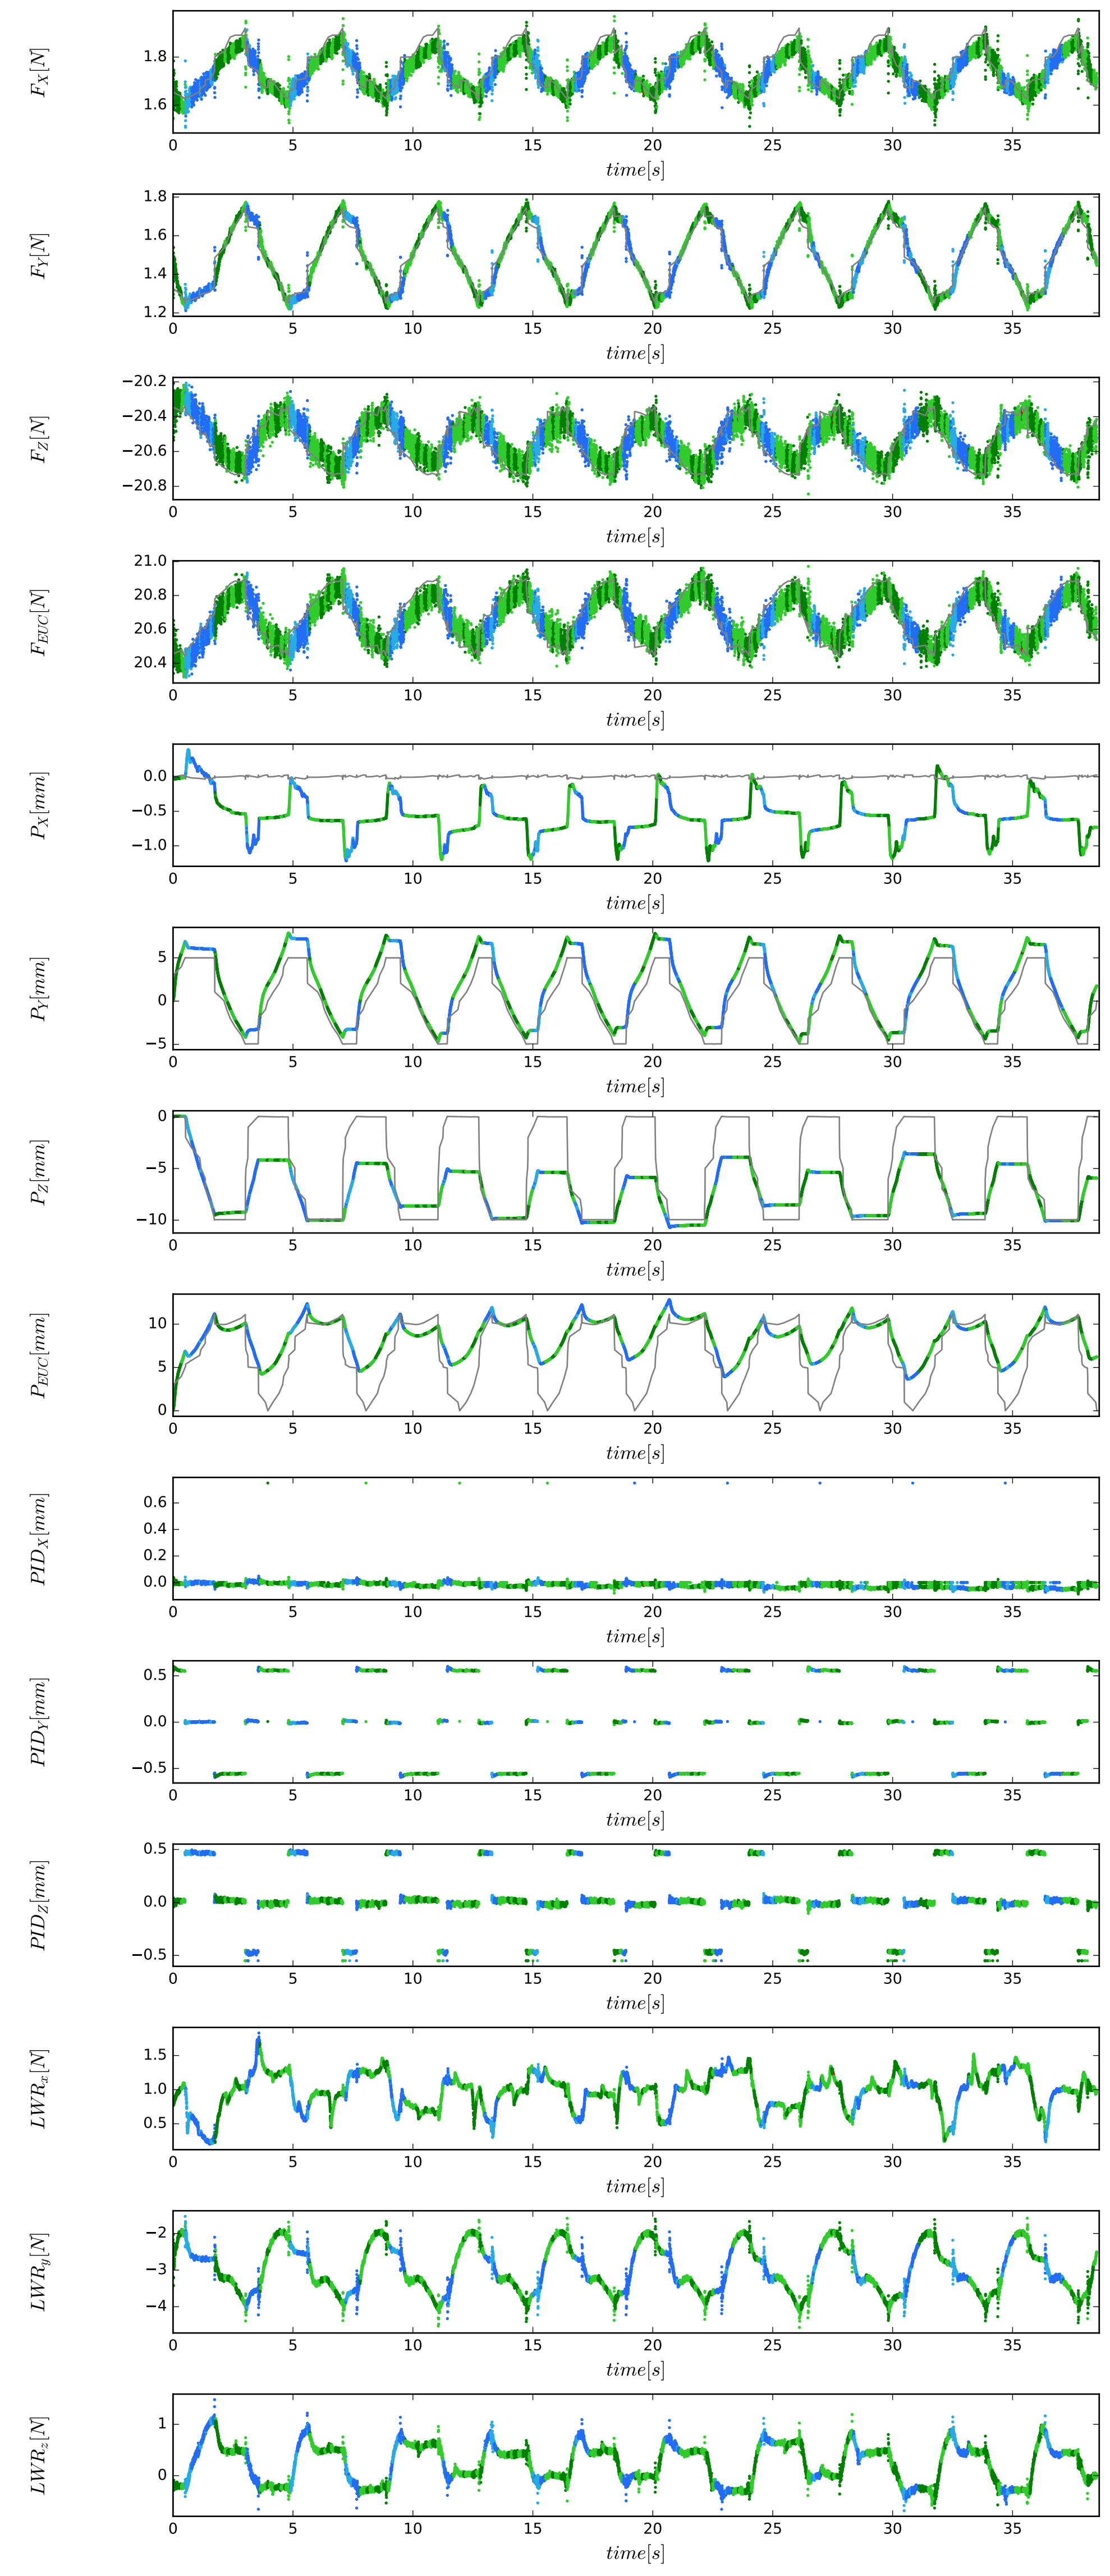 F_X[N]
1.8
1.6
0 5 10 15 20 25 30 35
time[s]
F_Y[N]
1.8
1.6
1.4
1.2
0 5 10 15 20 25 30 35
time[s]
F_Z[N]
−20.2
−20.4
−20.6
−20.8
0 5 10 15 20 25 30 35
time[s]
F_EUC[N]
21.0
20.8
20.6
20.4
0 5 10 15 20 25 30 35
time[s]
P_X[mm]
0.0
−0.5
−1.0
0 5 10 15 20 25 30 35
time[s]
P_Y[mm]
5
0
−5
0 5 10 15 20 25 30 35
time[s]
P_Z[mm]
0
−5
−10
0 5 10 15 20 25 30 35
time[s]
P_EUC[mm]
10
5
0
0 5 10 15 20 25 30 35
time[s]
PID_X[mm]
0.6
0.4
0.2
0.0
0 5 10 15 20 25 30 35
time[s]
PID_Y[mm]
0.5
0.0
−0.5
0 5 10 15 20 25 30 35
time[s]
PID_Z[mm]
0.5
0.0
−0.5
0 5 10 15 20 25 30 35
time[s]
LWR_x[N]
1.5
1.0
0.5
0 5 10 15 20 25 30 35
time[s]
LWR_y[N]
−2
−3
−4
0 5 10 15 20 25 30 35
time[s]
LWR_z[N]
1
0
0 5 10 15 20 25 30 35
time[s]